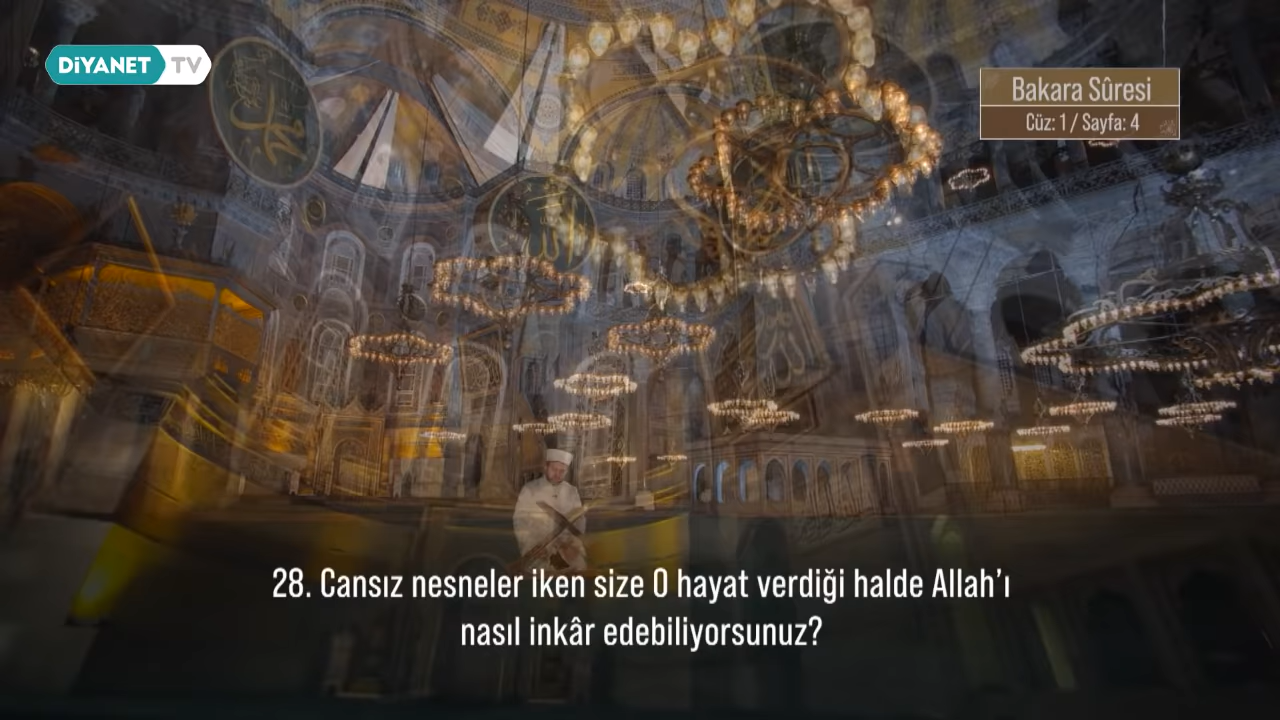 DİYANET TV
Bakara Sûresi
Cüz: 1 / Sayfa: 4
28. Cansız nesneler iken size O hayat verdiği halde Allah'ı
nasıl inkâr edebiliyorsunuz?